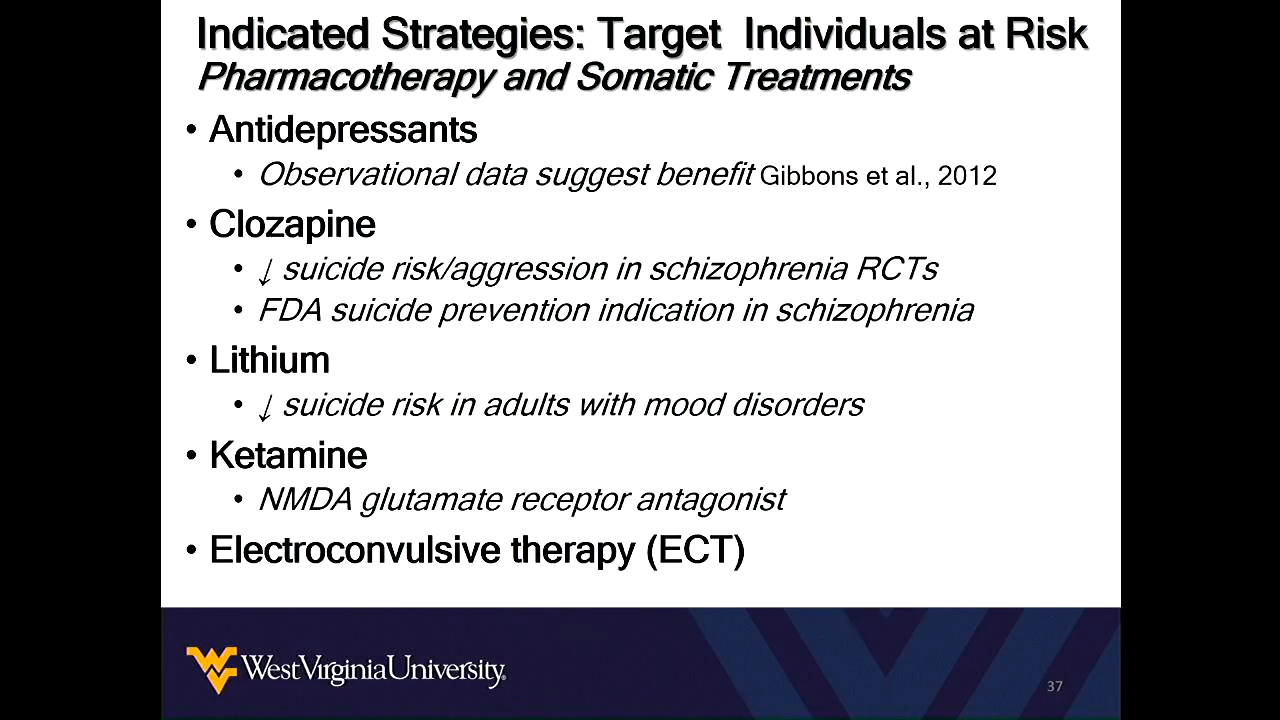 Indicated Strategies: Target Individuals at Risk
Pharmacotherapy and Somatic Treatments
• Antidepressants
• Observational data suggest benefit Gibbons et al., 2012
• Clozapine
• ↓ suicide risk/aggression in schizophrenia RCTs
• FDA suicide prevention indication in schizophrenia
• Lithium
• ↓ suicide risk in adults with mood disorders
• Ketamine
• NMDA glutamate receptor antagonist
• Electroconvulsive therapy (ECT)
WV WestVirginiaUniversity.
37